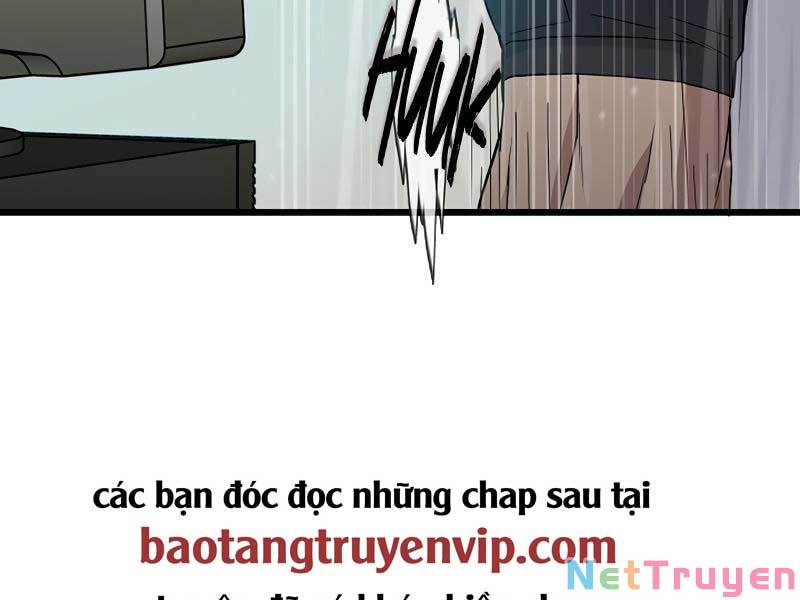 HUUK
các bạn đóc đọc những chap sau tại
baotangtruyenvip.com
NetTruyen